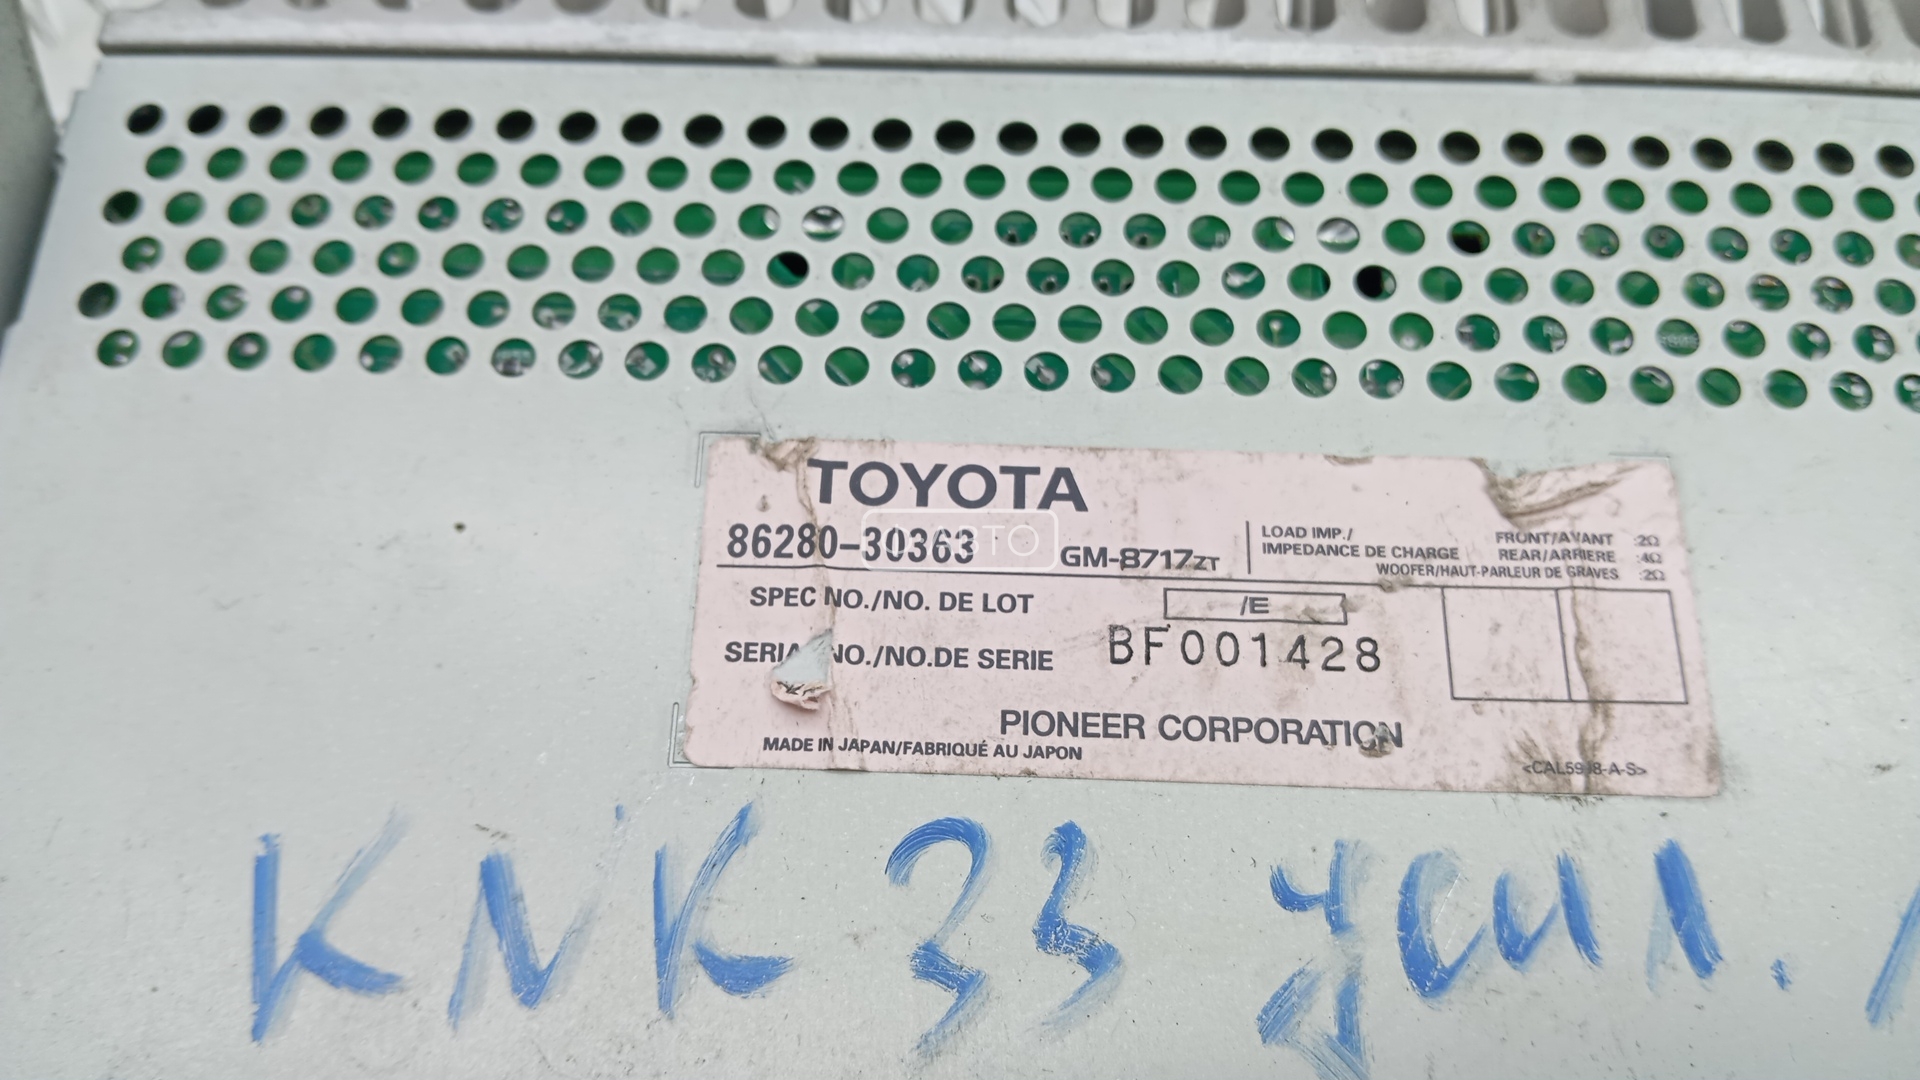 TOYOTA
86280-30363 GM-8717ZT
LOAD IMP./
IMPEDANCE DE CHARGE
FRONT/AVANT :2Ω
REAR/ARRIERE :4Ω
WOOFER/HAUT-PARLEUR DE GRAVES :2Ω
SPEC NO./NO. DE LOT /E
NO./NO.DE SERIE BF001428
PIONEER CORPORATION
MADE IN JAPAN/FABRIQUÉ AU JAPON
KNK 33 усил.